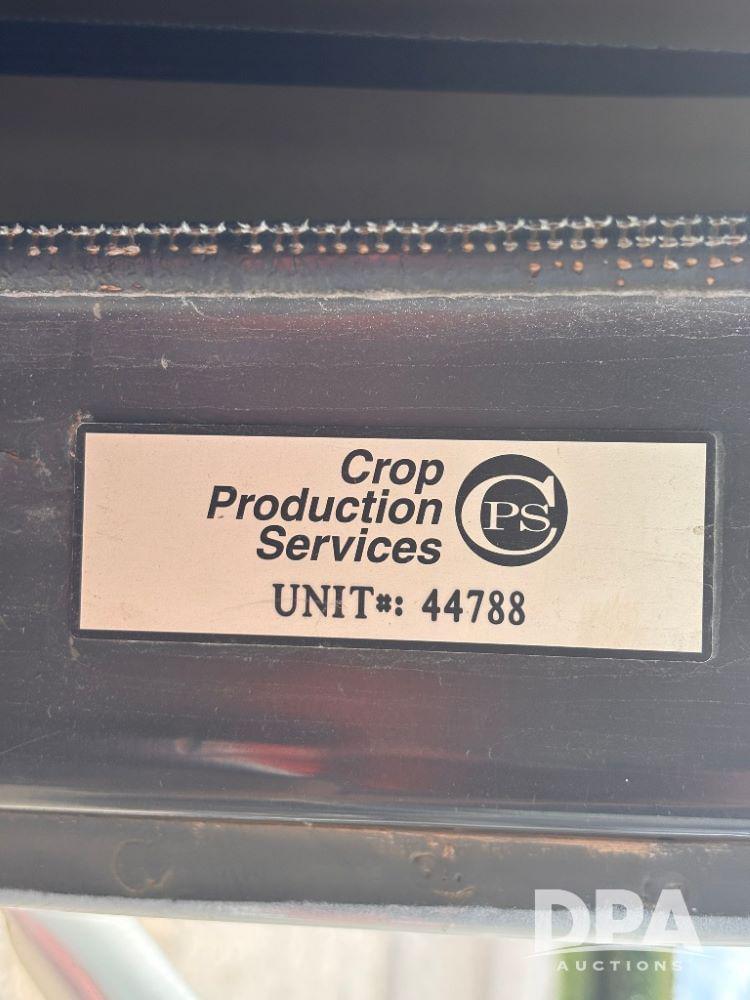 Crop
Production
Services
CPS
UNIT#: 44788
DPA
AUCTIONS